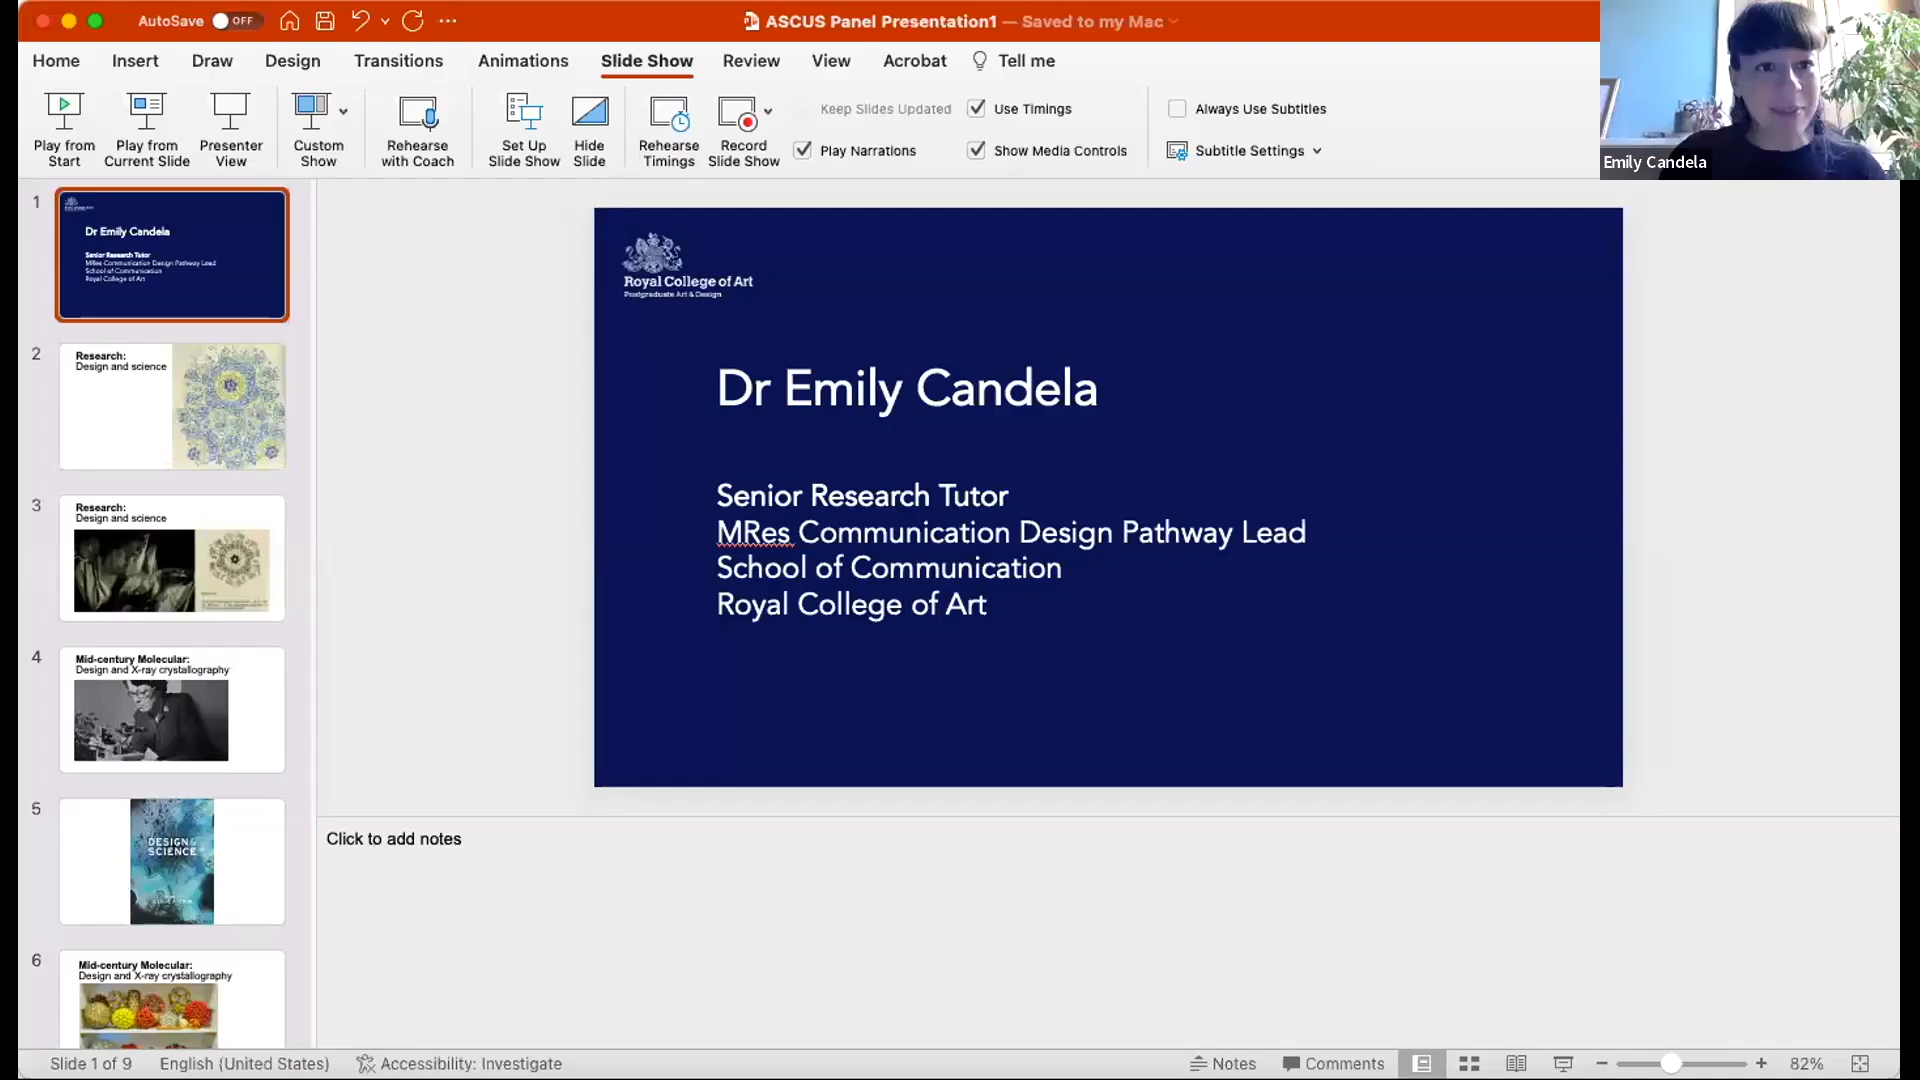 AutoSave OFF
ASCUS Panel Presentation1 — Saved to my Mac
Home Insert Draw Design Transitions Animations Slide Show Review View Acrobat Tell me
Play from Start
Play from Current Slide
Presenter View
Custom Show
Rehearse with Coach
Set Up Slide Show
Hide Slide
Rehearse Timings
Record Slide Show
Keep Slides Updated
Use Timings
Play Narrations
Show Media Controls
Always Use Subtitles
Subtitle Settings
Emily Candela
1
Dr Emily Candela
Senior Research Tutor
MRes Communication Design Pathway Lead
School of Communication
Royal College of Art
2
Research:
Design and science
3
Research:
Design and science
4
Mid-century Molecular:
Design and X-ray crystallography
5
DESIGN&
SCIENCE
6
Mid-century Molecular:
Design and X-ray crystallography
Royal College of Art
Postgraduate Art & Design
Dr Emily Candela
Senior Research Tutor
MRes Communication Design Pathway Lead
School of Communication
Royal College of Art
Click to add notes
Slide 1 of 9 English (United States) Accessibility: Investigate Notes Comments 82%